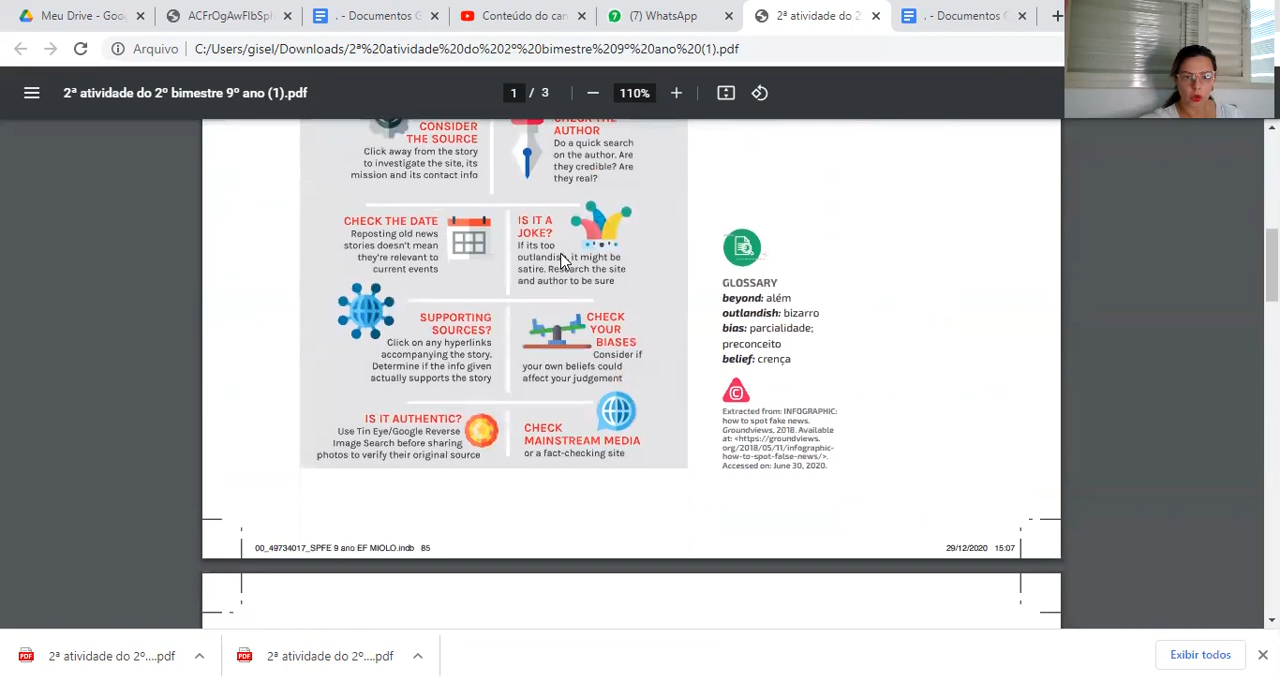 Meu Drive - Goo
ACFrOgAwFIbSpl
. - Documentos G
Conteúdo do can
(7) WhatsApp
2ª atividade do 2
. - Documentos G
Arquivo
C:/Users/gisel/Downloads/2ª%20atividade%20do%202º%20bimestre%209º%20ano%20(1).pdf
2ª atividade do 2º bimestre 9º ano (1).pdf
1 / 3
110%
CONSIDER
THE SOURCE
Click away from the story
to investigate the site, its
mission and its contact info
CHECK THE
AUTHOR
Do a quick search
on the author. Are
they credible? Are
they real?
CHECK THE DATE
Reposting old news
stories doesn't mean
they're relevant to
current events
IS IT A
JOKE?
If its too
outlandish, it might be
satire. Research the site
and author to be sure
SUPPORTING
SOURCES?
Click on any hyperlinks
accompanying the story.
Determine if the info given
actually supports the story
CHECK
YOUR
BIASES
Consider if
your own beliefs could
affect your judgement
IS IT AUTHENTIC?
Use Tin Eye/Google Reverse
Image Search before sharing
photos to verify their original source
CHECK
MAINSTREAM MEDIA
or a fact-checking site
GLOSSARY
beyond: além
outlandish: bizarro
bias: parcialidade;
preconceito
belief: crença
Extracted from: INFOGRAPHIC:
how to spot fake news.
Groundviews, 2018. Available
at: <https://groundviews.
org/2018/05/11/infographic-
how-to-spot-false-news/>.
Accessed on: June 30, 2020.
00_49734017_SPFE 9 ano EF MIOLO.indb 85
29/12/2020 15:07
2ª atividade do 2º....pdf
2ª atividade do 2º....pdf
Exibir todos